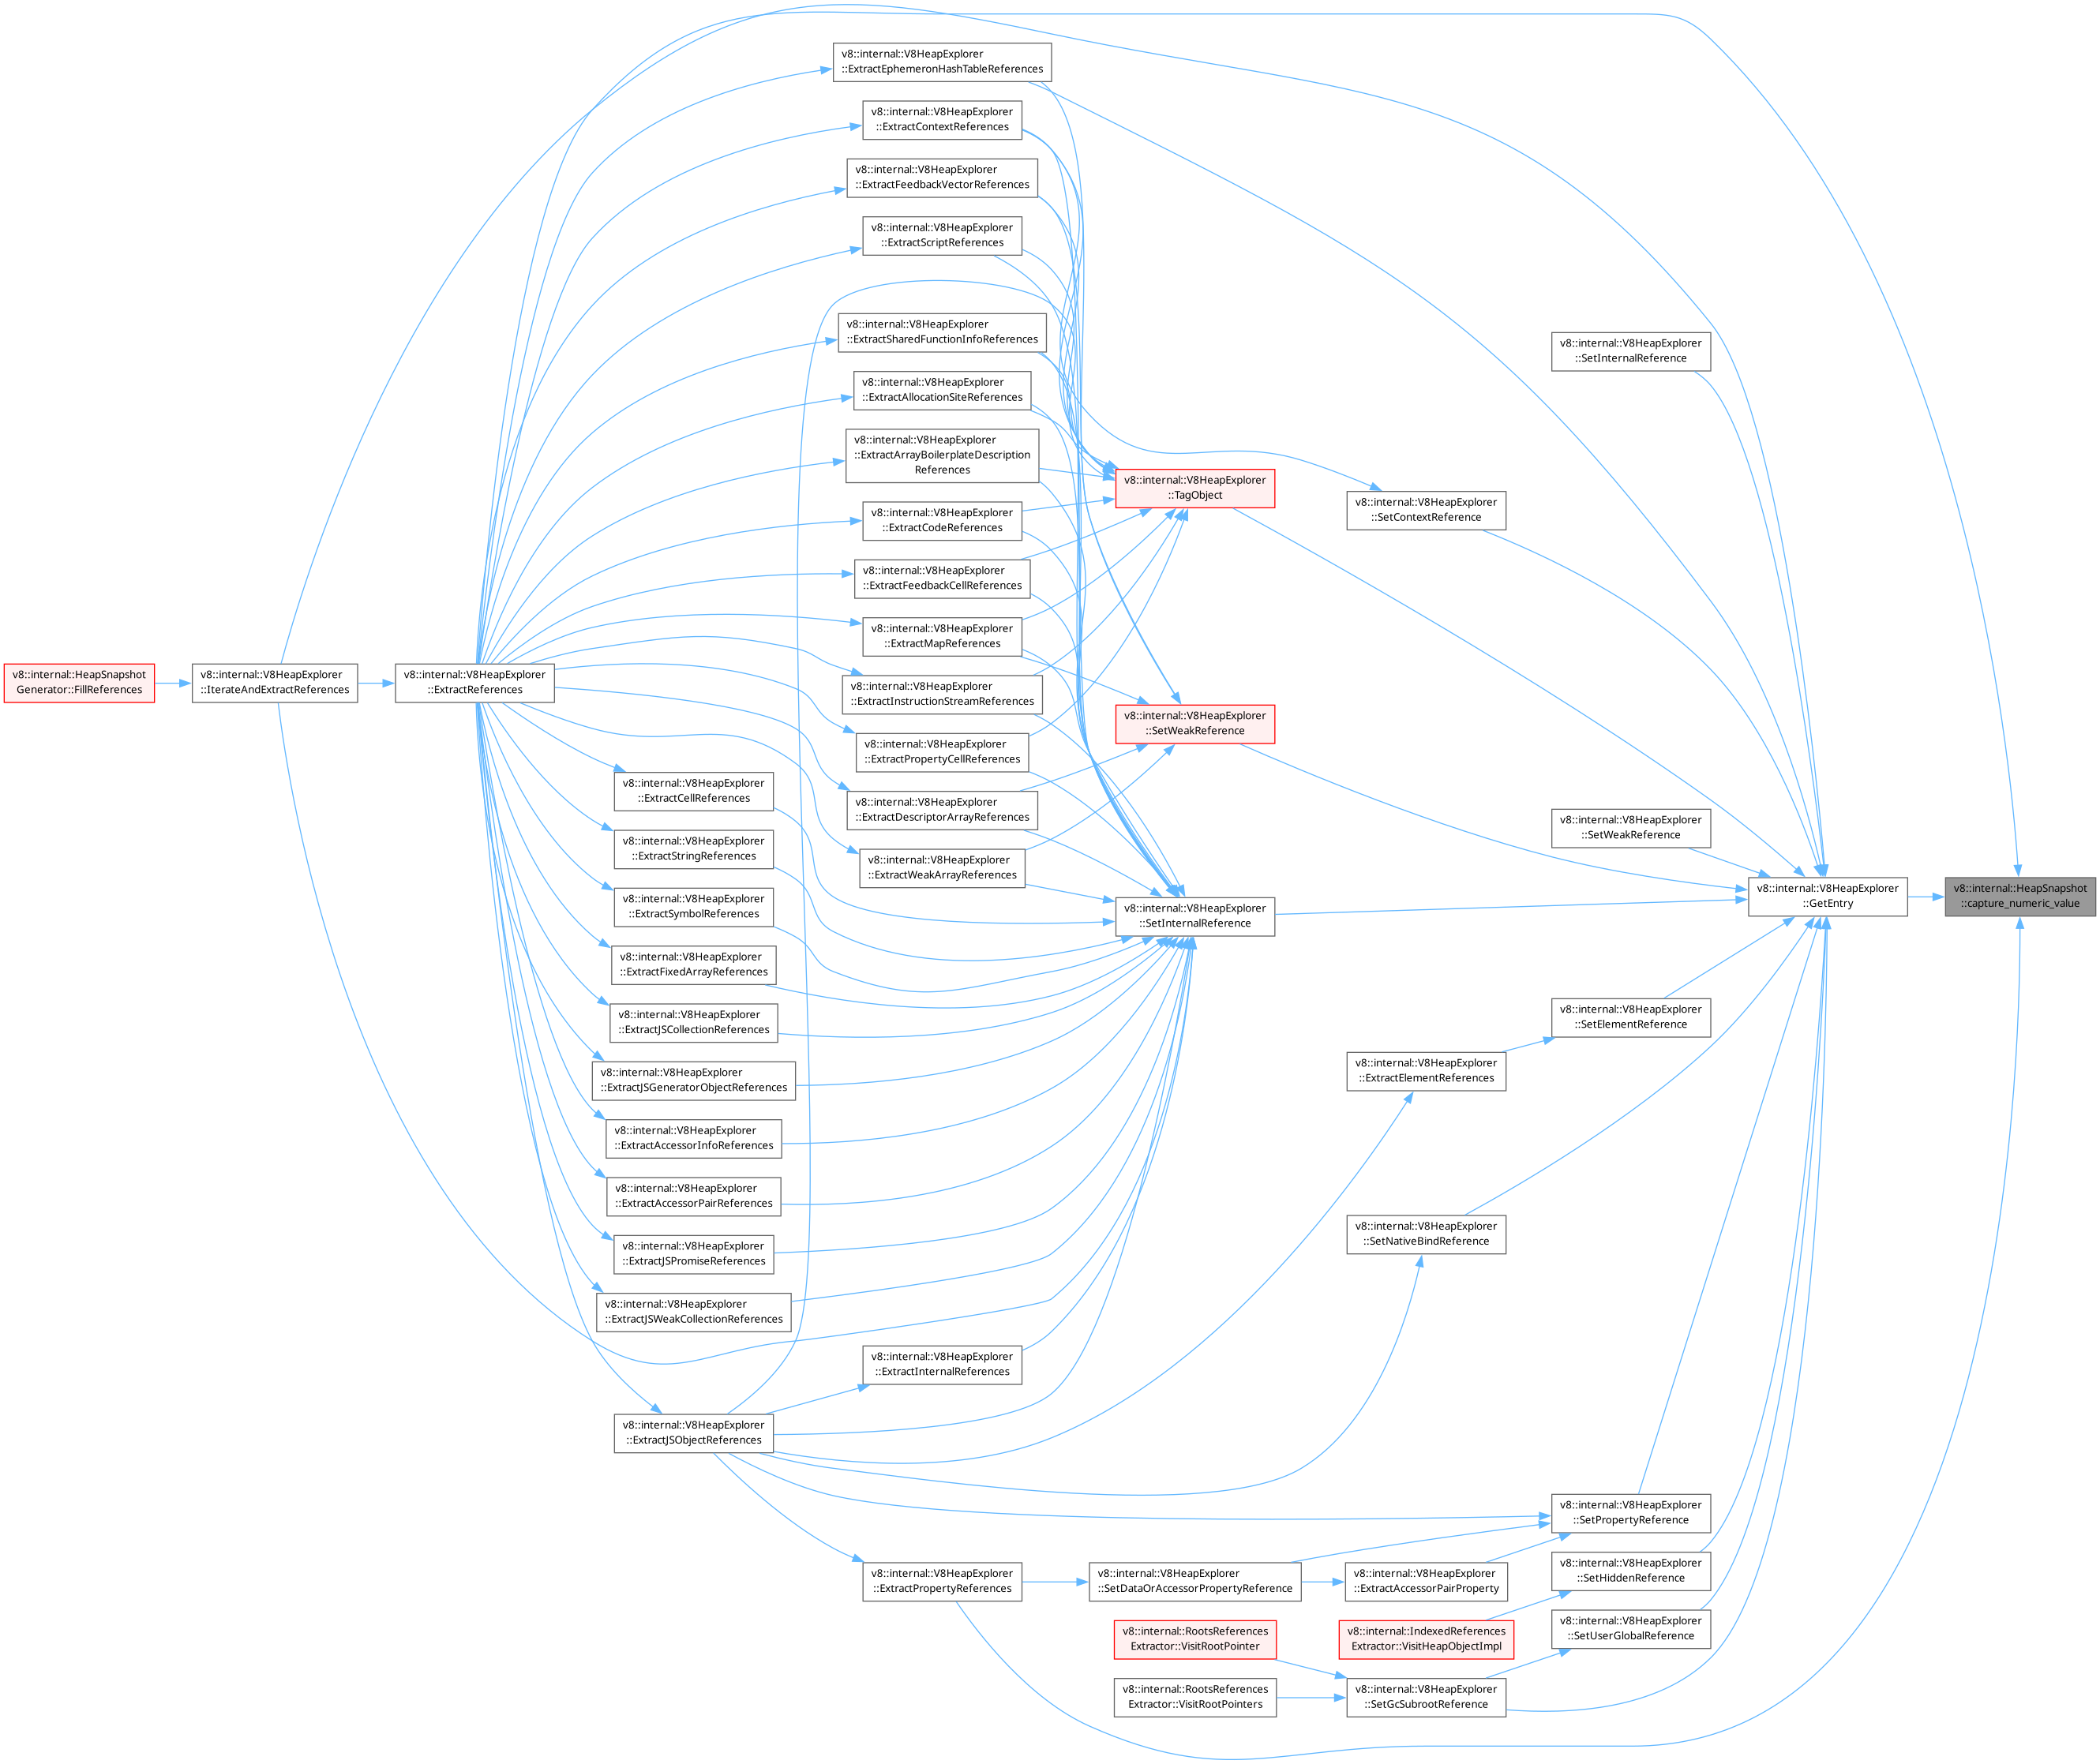 v8::internal::V8HeapExplorer
::ExtractEphemeronHashTableReferences
v8::internal::V8HeapExplorer
::ExtractContextReferences
v8::internal::V8HeapExplorer
::ExtractFeedbackVectorReferences
v8::internal::V8HeapExplorer
::ExtractScriptReferences
v8::internal::V8HeapExplorer
::ExtractSharedFunctionInfoReferences
v8::internal::V8HeapExplorer
::SetInternalReference
v8::internal::V8HeapExplorer
::ExtractAllocationSiteReferences
v8::internal::V8HeapExplorer
::ExtractArrayBoilerplateDescription
References
v8::internal::V8HeapExplorer
::TagObject
v8::internal::V8HeapExplorer
::SetContextReference
v8::internal::V8HeapExplorer
::ExtractCodeReferences
v8::internal::V8HeapExplorer
::ExtractFeedbackCellReferences
v8::internal::V8HeapExplorer
::ExtractMapReferences
v8::internal::HeapSnapshot
Generator::FillReferences
v8::internal::V8HeapExplorer
::IterateAndExtractReferences
v8::internal::V8HeapExplorer
::ExtractReferences
v8::internal::V8HeapExplorer
::ExtractInstructionStreamReferences
v8::internal::V8HeapExplorer
::SetWeakReference
v8::internal::V8HeapExplorer
::ExtractPropertyCellReferences
v8::internal::V8HeapExplorer
::ExtractCellReferences
v8::internal::V8HeapExplorer
::ExtractDescriptorArrayReferences
v8::internal::V8HeapExplorer
::SetWeakReference
v8::internal::V8HeapExplorer
::ExtractStringReferences
v8::internal::V8HeapExplorer
::ExtractWeakArrayReferences
v8::internal::V8HeapExplorer
::GetEntry
v8::internal::HeapSnapshot
::capture_numeric_value
v8::internal::V8HeapExplorer
::ExtractSymbolReferences
v8::internal::V8HeapExplorer
::SetInternalReference
v8::internal::V8HeapExplorer
::ExtractFixedArrayReferences
v8::internal::V8HeapExplorer
::ExtractJSCollectionReferences
v8::internal::V8HeapExplorer
::SetElementReference
v8::internal::V8HeapExplorer
::ExtractJSGeneratorObjectReferences
v8::internal::V8HeapExplorer
::ExtractElementReferences
v8::internal::V8HeapExplorer
::ExtractAccessorInfoReferences
v8::internal::V8HeapExplorer
::ExtractAccessorPairReferences
v8::internal::V8HeapExplorer
::ExtractJSPromiseReferences
v8::internal::V8HeapExplorer
::SetNativeBindReference
v8::internal::V8HeapExplorer
::ExtractJSWeakCollectionReferences
v8::internal::V8HeapExplorer
::ExtractInternalReferences
v8::internal::V8HeapExplorer
::ExtractJSObjectReferences
v8::internal::V8HeapExplorer
::SetPropertyReference
v8::internal::V8HeapExplorer
::ExtractPropertyReferences
v8::internal::V8HeapExplorer
::SetDataOrAccessorPropertyReference
v8::internal::V8HeapExplorer
::ExtractAccessorPairProperty
v8::internal::V8HeapExplorer
::SetHiddenReference
v8::internal::RootsReferences
Extractor::VisitRootPointer
v8::internal::IndexedReferences
Extractor::VisitHeapObjectImpl
v8::internal::V8HeapExplorer
::SetUserGlobalReference
v8::internal::RootsReferences
Extractor::VisitRootPointers
v8::internal::V8HeapExplorer
::SetGcSubrootReference